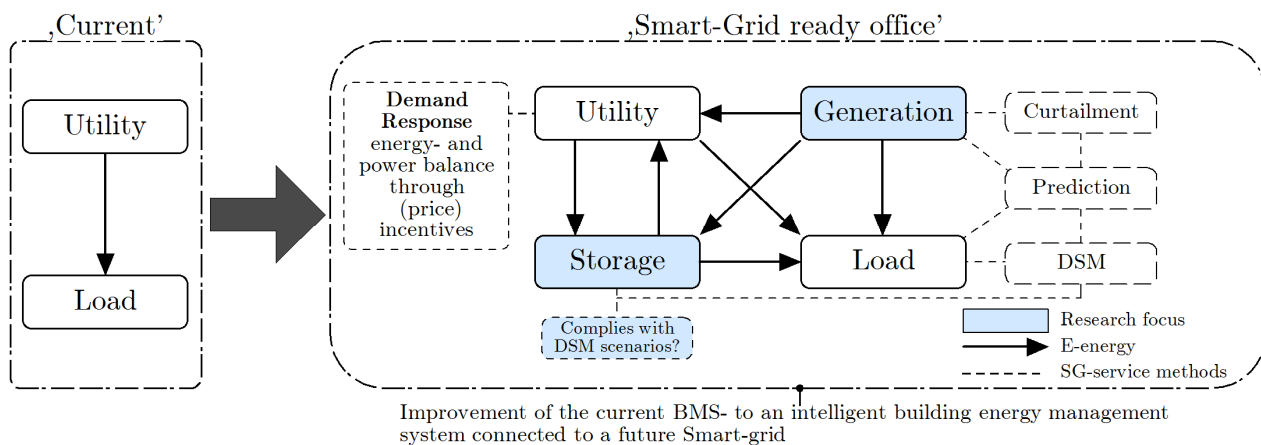 ‚Current’
Utility
Load
‚Smart-Grid ready office’
Demand
Response
energy- and
power balance
through
(price)
incentives
Utility
Generation
Storage
Load
Curtailment
Prediction
DSM
Complies with
DSM scenarios?
Research focus
E-energy
SG-service methods
Improvement of the current BMS- to an intelligent building energy management
system connected to a future Smart-grid